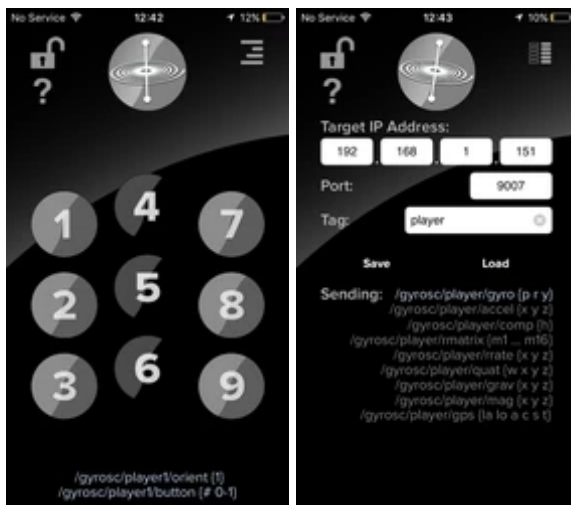 No Service 12:42 12%
?
4
1 7
5
2 8
6
3 9
/gyrosc/player1/orient {1}
/gyrosc/player1/button {# 0-1}
No Service 12:43 10%
?
Target IP Address:
192 . 168 . 1 . 151
Port: 9007
Tag: player
Save Load
Sending: /gyrosc/player/gyro {p r y}
/gyrosc/player/accel {x y z}
/gyrosc/player/comp {h}
/gyrosc/player/rmatrix {m1 ... m16}
/gyrosc/player/rrate {x y z}
/gyrosc/player/quat {w x y z}
/gyrosc/player/grav {x y z}
/gyrosc/player/mag {x y z}
/gyrosc/player/gps {la lo a c s t}